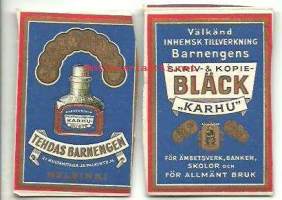 BARNENGEN
KARHU
TEHDAS BARNENGEN
HELSINKI
Välkänd
INHEMSK TILLVERKNING
Barnengens
SKRIV- & KOPIE-
BLÄCK
„KARHU”
FÖR ÄMBETSVERK, BANKER,
SKOLOR OCH
FÖR ALLMÄNT BRUK